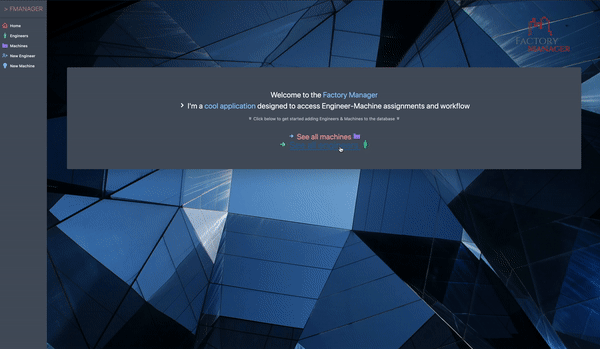 > FMANAGER
Home
Engineers
Machines
New Engineer
New Machine
FACTORY
MANAGER
Welcome to the Factory Manager
I'm a cool application designed to access Engineer-Machine assignments and workflow
Click below to get started adding Engineers & Machines to the database
See all machines